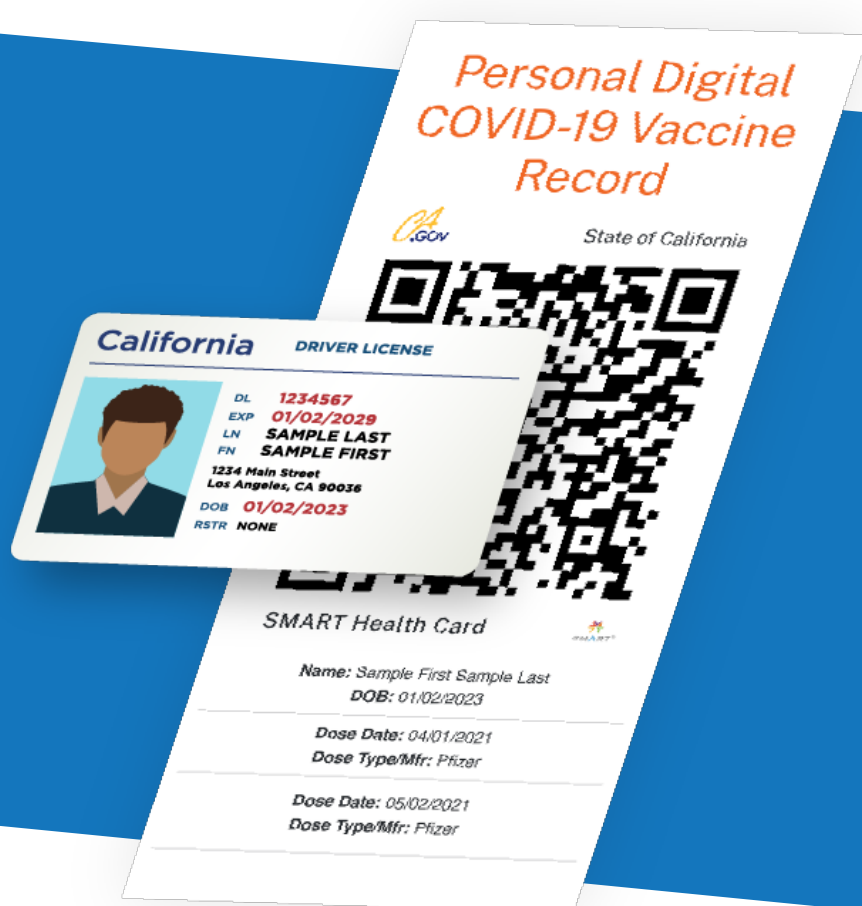 Personal Digital
COVID-19 Vaccine
Record
CA
.GOV
State of California
California
DRIVER LICENSE
DL 1234567
EXP 01/02/2029
LN SAMPLE LAST
FN SAMPLE FIRST
1234 Main Street
Los Angeles, CA 90036
DOB 01/02/2023
RSTR NONE
SMART Health Card
SMART®
Name: Sample First Sample Last
DOB: 01/02/2023
Dose Date: 04/01/2021
Dose Type/Mfr: Pfizer
Dose Date: 05/02/2021
Dose Type/Mfr: Pfizer